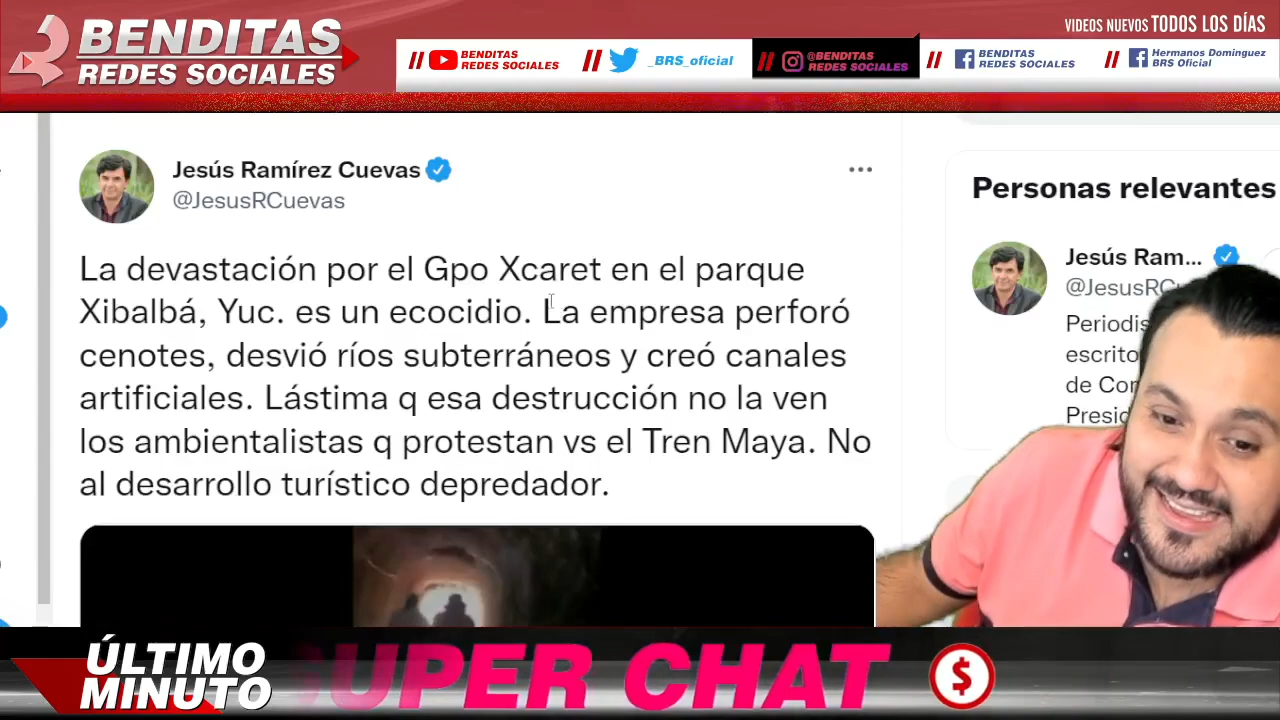 BENDITAS
REDES SOCIALES
VIDEOS NUEVOS TODOS LOS DÍAS
// BENDITAS
REDES SOCIALES
// _BRS_oficial
// @BENDITAS
REDES SOCIALES
// BENDITAS
REDES SOCIALES
// Hermanos Dominguez
BRS Oficial
Jesús Ramírez Cuevas
@JesusRCuevas
La devastación por el Gpo Xcaret en el parque
Xibalbá, Yuc. es un ecocidio. La empresa perforó
cenotes, desvió ríos subterráneos y creó canales
artificiales. Lástima q esa destrucción no la ven
los ambientalistas q protestan vs el Tren Maya. No
al desarrollo turístico depredador.
Personas relevantes
Jesús Ram...
@JesusRC
Periodis
escrito
de Cor
Presid
ÚLTIMO
MINUTO
SUPER CHAT
$